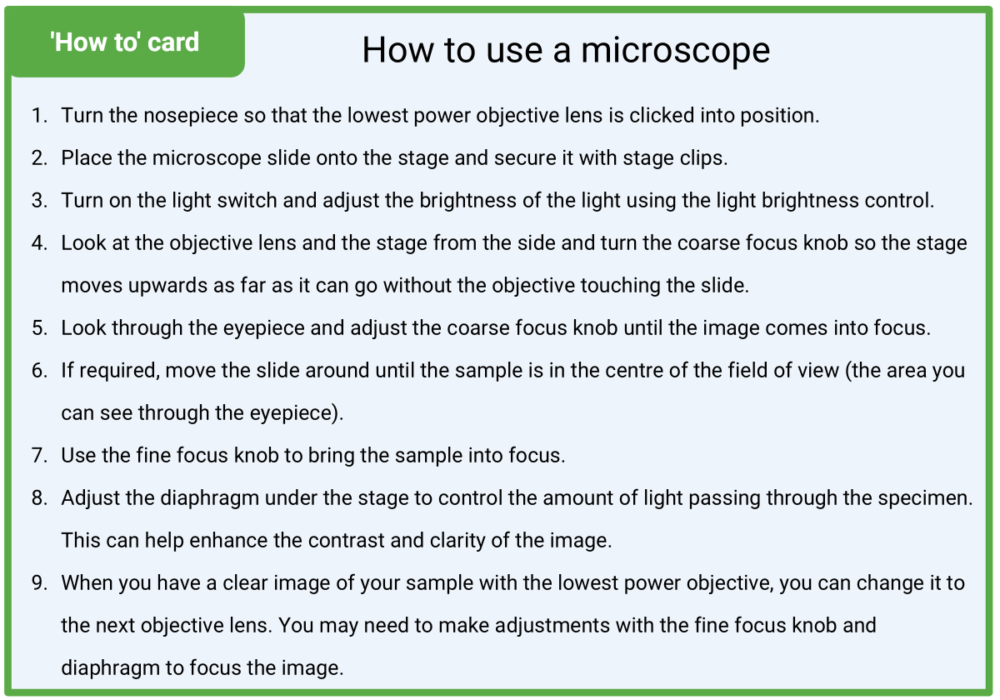 'How to' card
How to use a microscope
1. Turn the nosepiece so that the lowest power objective lens is clicked into position.
2. Place the microscope slide onto the stage and secure it with stage clips.
3. Turn on the light switch and adjust the brightness of the light using the light brightness control.
4. Look at the objective lens and the stage from the side and turn the coarse focus knob so the stage
moves upwards as far as it can go without the objective touching the slide.
5. Look through the eyepiece and adjust the coarse focus knob until the image comes into focus.
6. If required, move the slide around until the sample is in the centre of the field of view (the area you
can see through the eyepiece).
7. Use the fine focus knob to bring the sample into focus.
8. Adjust the diaphragm under the stage to control the amount of light passing through the specimen.
This can help enhance the contrast and clarity of the image.
9. When you have a clear image of your sample with the lowest power objective, you can change it to
the next objective lens. You may need to make adjustments with the fine focus knob and
diaphragm to focus the image.